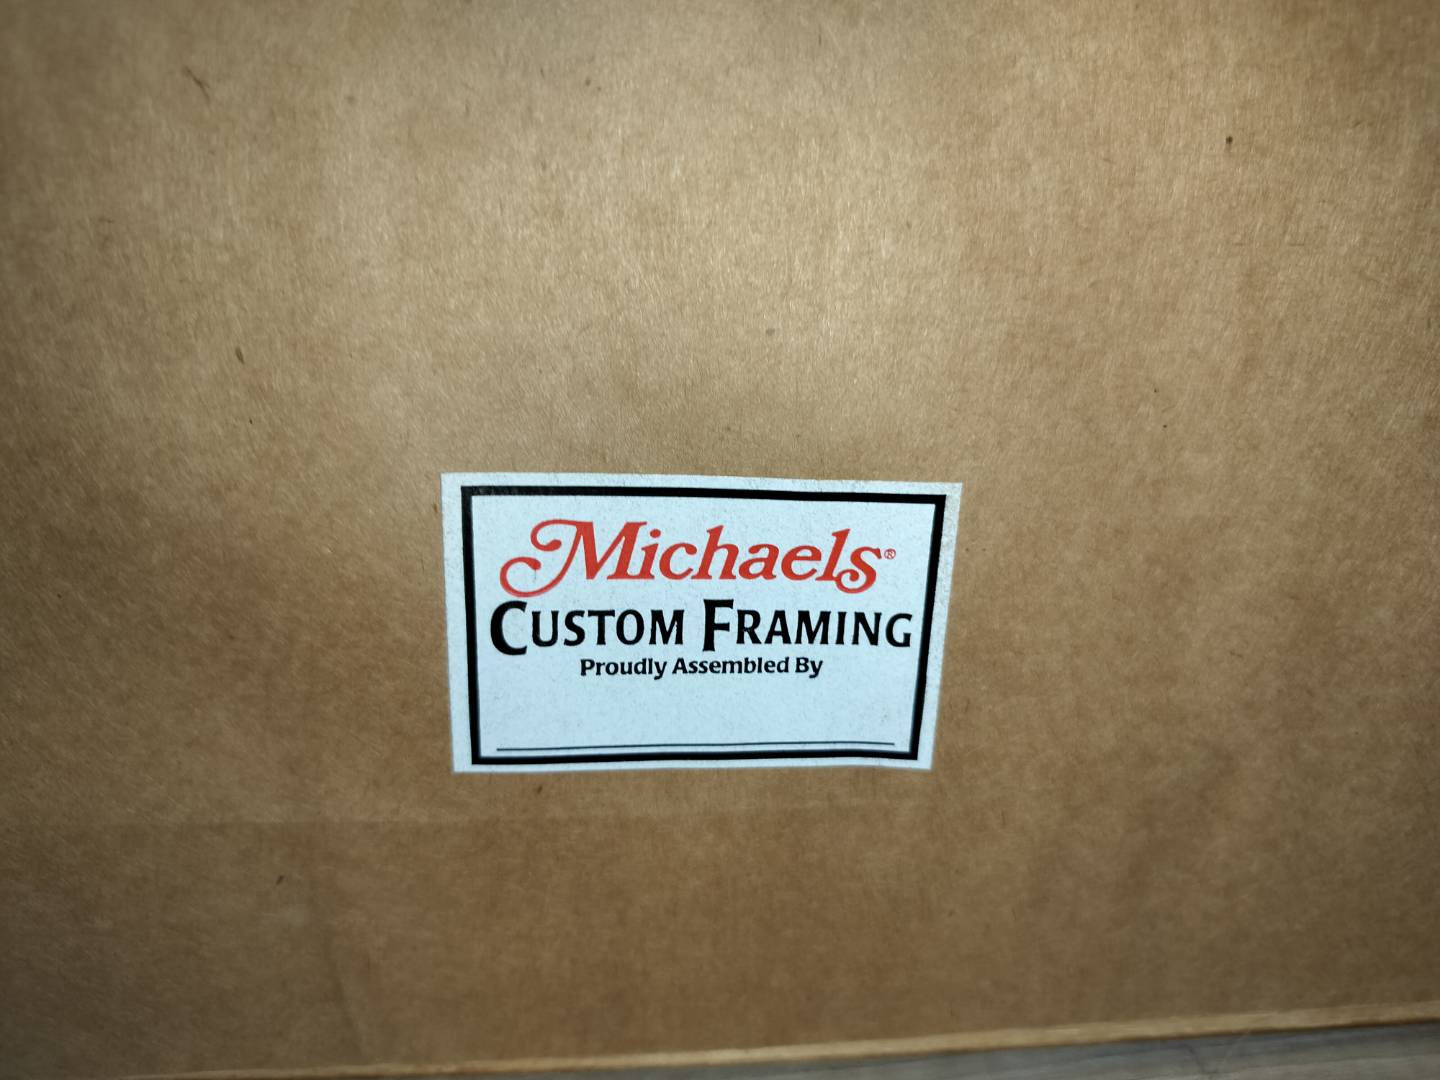 Michaels®
CUSTOM FRAMING
Proudly Assembled By